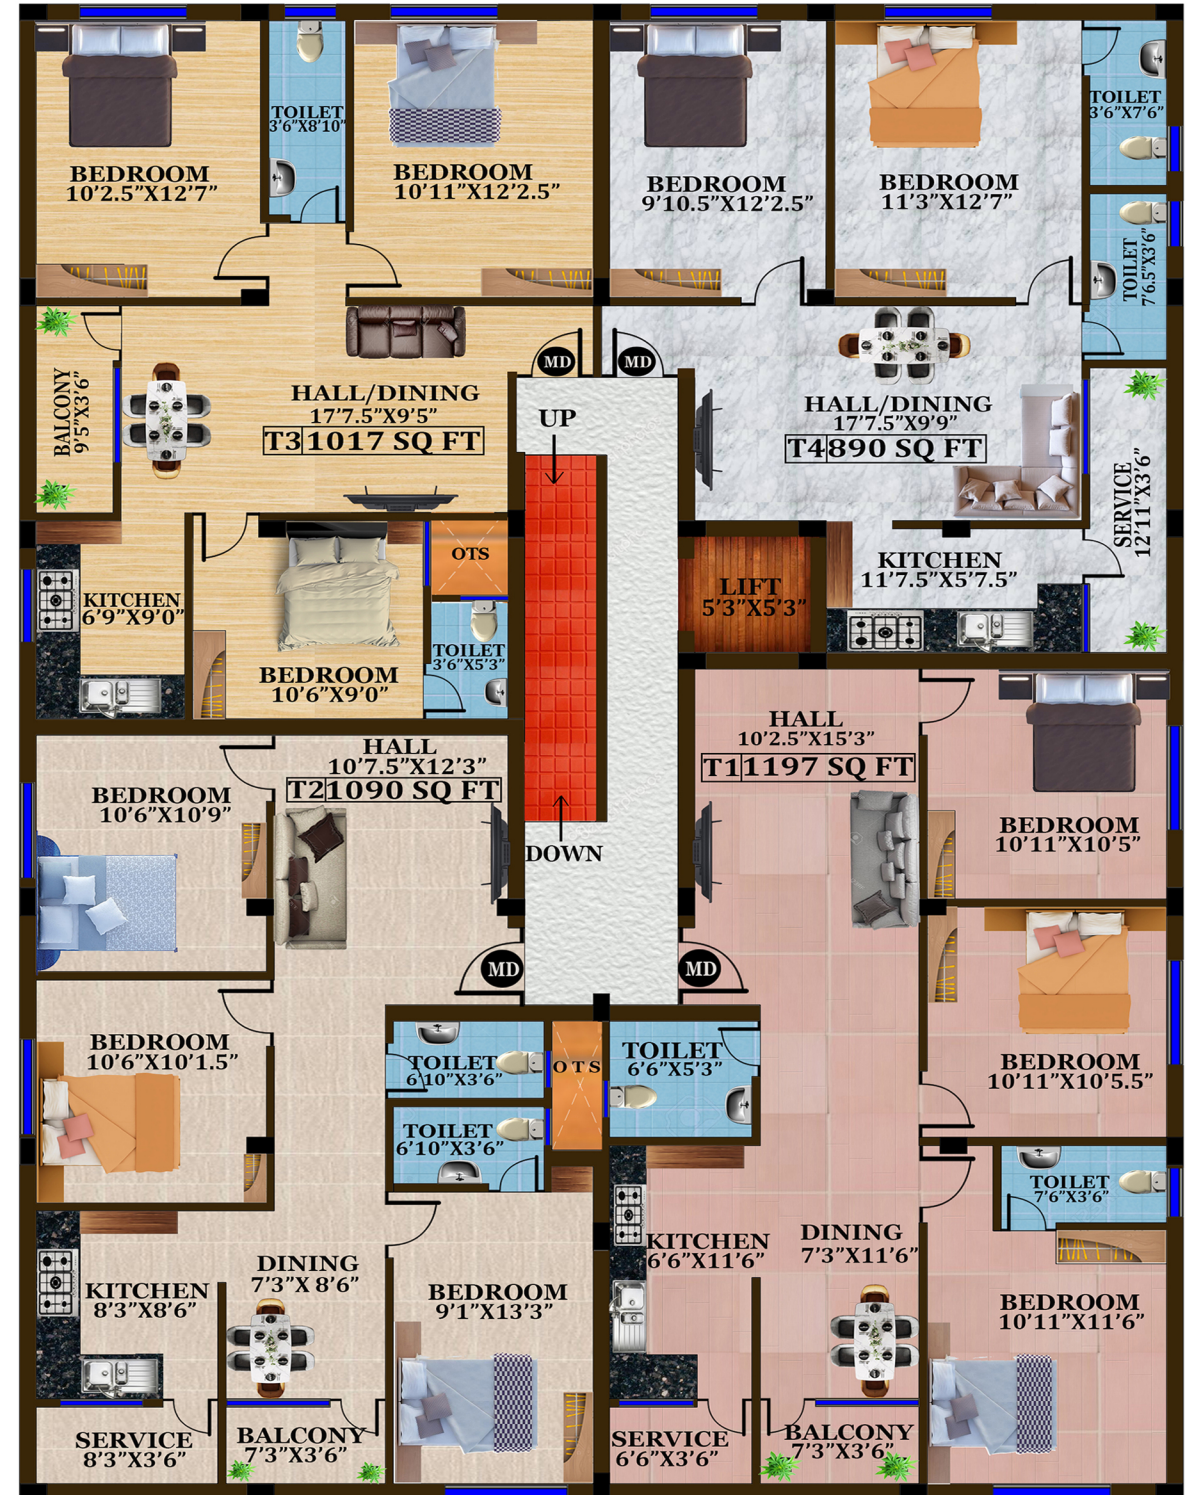 TOILET
3’6”X8’10”
BEDROOM
10’2.5”X12’7”
BEDROOM
10’11”X12’2.5”
BEDROOM
9’10.5”X12’2.5”
BEDROOM
11’3”X12’7”
TOILET
3’6”X7’6”
TOILET
7’6.5”X3’6”
BALCONY
9’5”X3’6”
HALL/DINING
17’7.5”X9’5”
T3 1017 SQ FT
MD
MD
UP
HALL/DINING
17’7.5”X9’9”
T4 890 SQ FT
SERVICE
12’11”X3’6”
OTS
KITCHEN
6’9”X9’0”
BEDROOM
10’6”X9’0”
TOILET
3’6”X5’3”
LIFT
5’3”X5’3”
KITCHEN
11’7.5”X5’7.5”
HALL
10’7.5”X12’3”
T2 1090 SQ FT
HALL
10’2.5”X15’3”
T1 1197 SQ FT
BEDROOM
10’6”X10’9”
DOWN
BEDROOM
10’11”X10’5”
MD
MD
BEDROOM
10’6”X10’1.5”
TOILET
6’10”X3’6”
OTS
TOILET
6’6”X5’3”
BEDROOM
10’11”X10’5.5”
TOILET
6’10”X3’6”
TOILET
7’6”X3’6”
KITCHEN
8’3”X8’6”
DINING
7’3”X 8’6”
BEDROOM
9’1”X13’3”
KITCHEN
6’6”X11’6”
DINING
7’3”X11’6”
BEDROOM
10’11”X11’6”
SERVICE
8’3”X3’6”
BALCONY
7’3”X3’6”
SERVICE
6’6”X3’6”
BALCONY
7’3”X3’6”